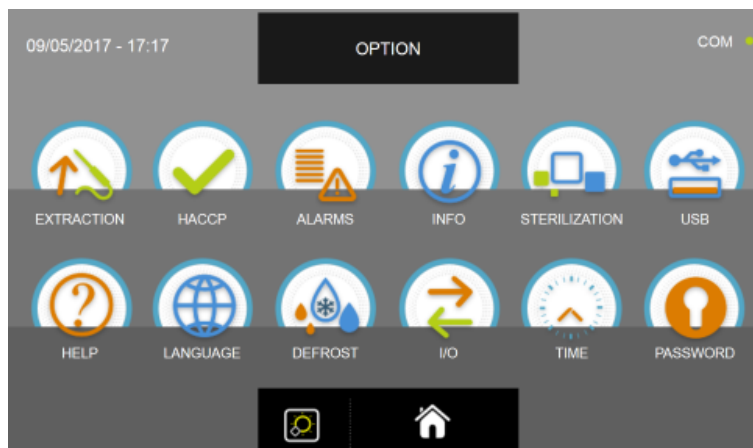 09/05/2017 - 17:17
OPTION
COM
EXTRACTION
HACCP
ALARMS
INFO
STERILIZATION
USB
HELP
LANGUAGE
DEFROST
I/O
TIME
PASSWORD